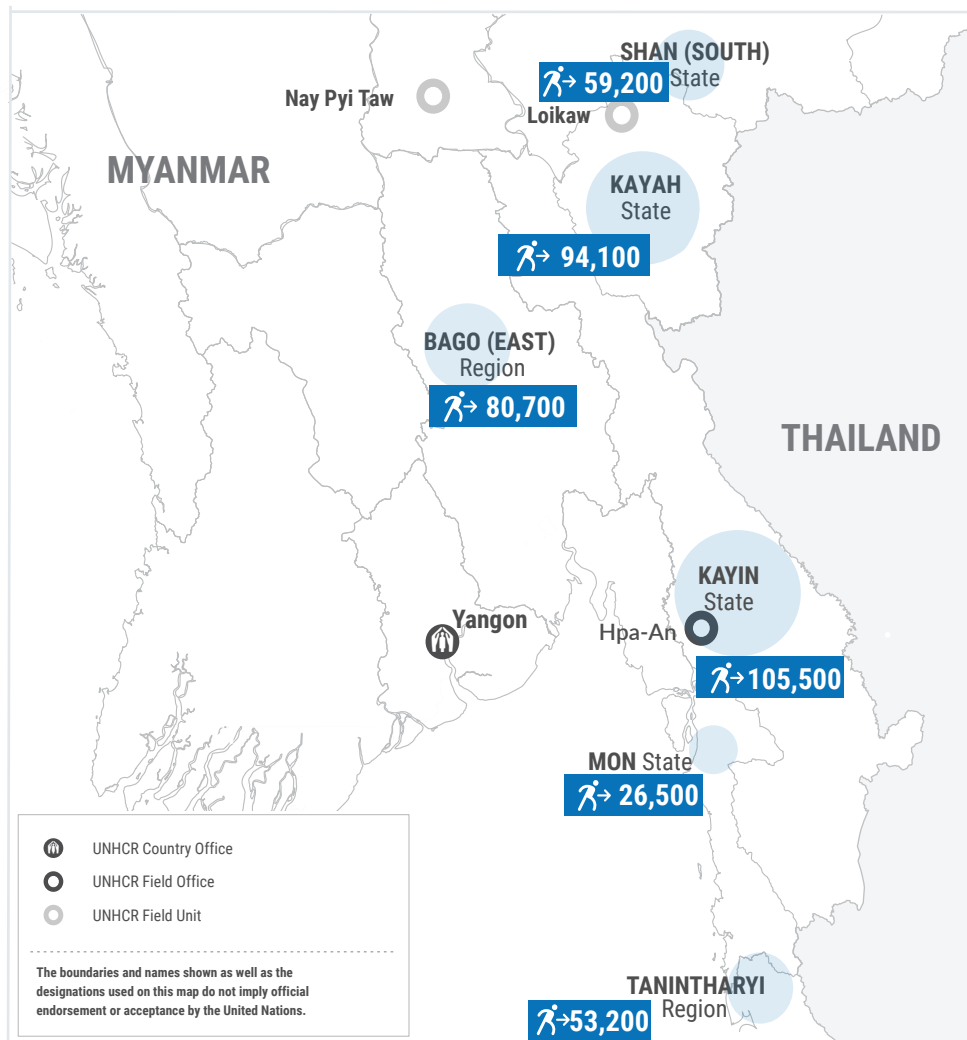 SHAN (SOUTH)
State
59,200
Nay Pyi Taw
Loikaw
MYANMAR
KAYAH
State
94,100
BAGO (EAST)
Region
80,700
THAILAND
KAYIN
State
Yangon
Hpa-An
105,500
MON State
26,500
UNHCR Country Office
UNHCR Field Office
UNHCR Field Unit
The boundaries and names shown as well as the
designations used on this map do not imply official
endorsement or acceptance by the United Nations.
TANINTHARYI
Region
53,200